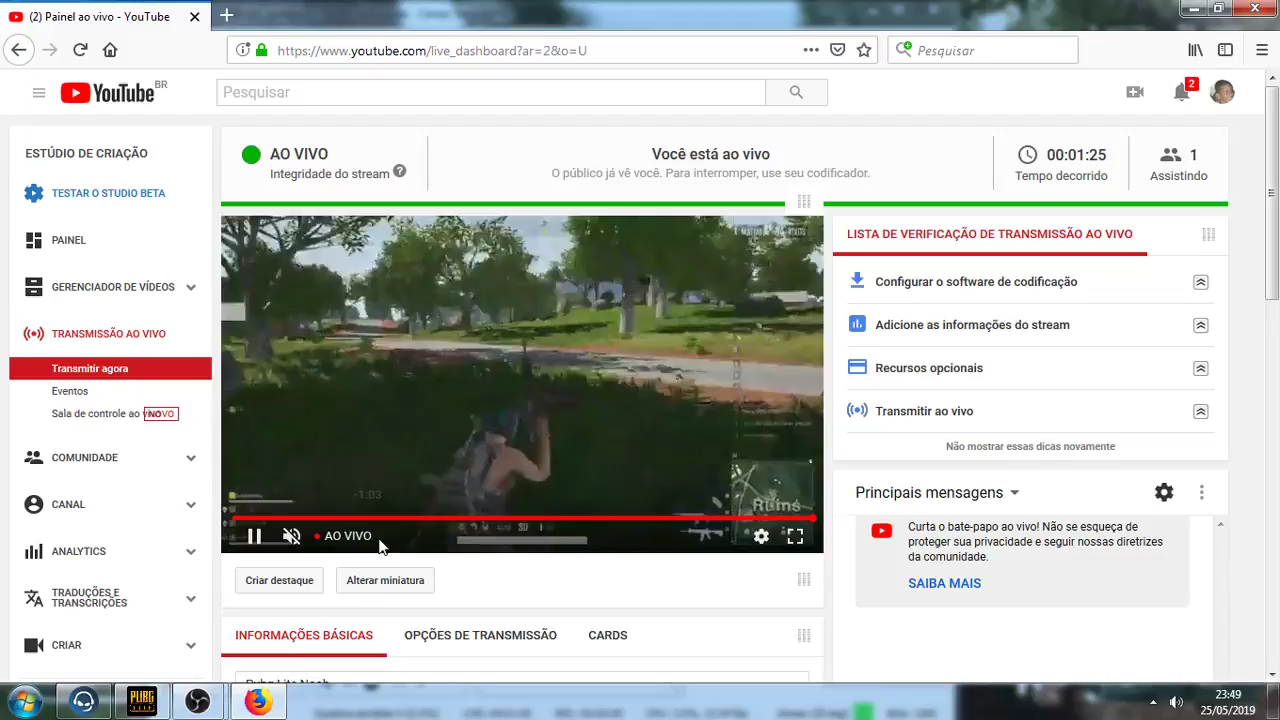 (2) Painel ao vivo - YouTube
https://www.youtube.com/live_dashboard?ar=2&o=U
Pesquisar
YouTube BR
Pesquisar
2
ESTÚDIO DE CRIAÇÃO
TESTAR O STUDIO BETA
PAINEL
GERENCIADOR DE VÍDEOS
TRANSMISSÃO AO VIVO
Transmitir agora
Eventos
Sala de controle ao vivo NOVO
COMUNIDADE
CANAL
ANALYTICS
TRADUÇÕES E
TRANSCRIÇÕES
CRIAR
AO VIVO
Integridade do stream ?
Você está ao vivo
O público já vê você. Para interromper, use seu codificador.
00:01:25
Tempo decorrido
1
Assistindo
-1:03
Ruins
AO VIVO
Criar destaque
Alterar miniatura
INFORMAÇÕES BÁSICAS
OPÇÕES DE TRANSMISSÃO
CARDS
Pubg Lite Noob
LISTA DE VERIFICAÇÃO DE TRANSMISSÃO AO VIVO
Configurar o software de codificação
Adicione as informações do stream
Recursos opcionais
Transmitir ao vivo
Não mostrar essas dicas novamente
Principais mensagens
Curta o bate-papo ao vivo! Não se esqueça de
proteger sua privacidade e seguir nossas diretrizes
da comunidade.
SAIBA MAIS
PUBG
23:49
25/05/2019